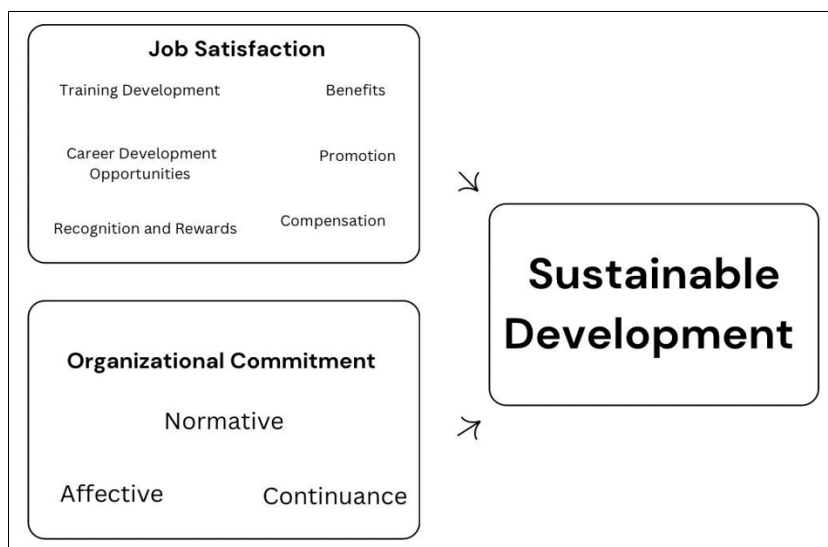 Job Satisfaction
Training Development
Benefits
Career Development
Opportunities
Promotion
Recognition and Rewards
Compensation
Organizational Commitment
Normative
Affective
Continuance
Sustainable
Development